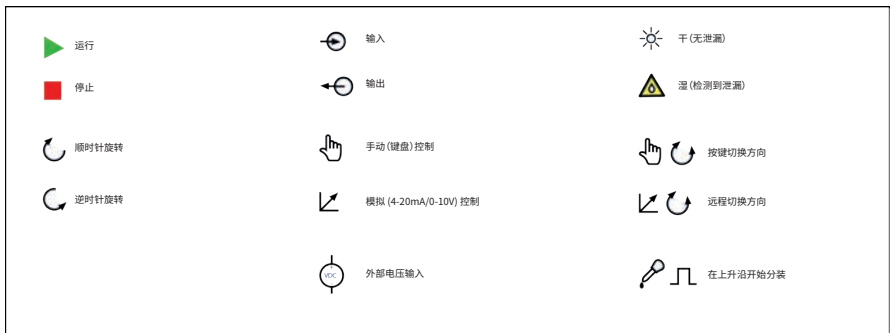 运行
停止
顺时针旋转
逆时针旋转
输入
输出
手动(键盘)控制
模拟 (4-20mA/0-10V) 控制
VDC
外部电压输入
干(无泄漏)
湿(检测到泄漏)
按键切换方向
远程切换方向
在上升沿开始分装